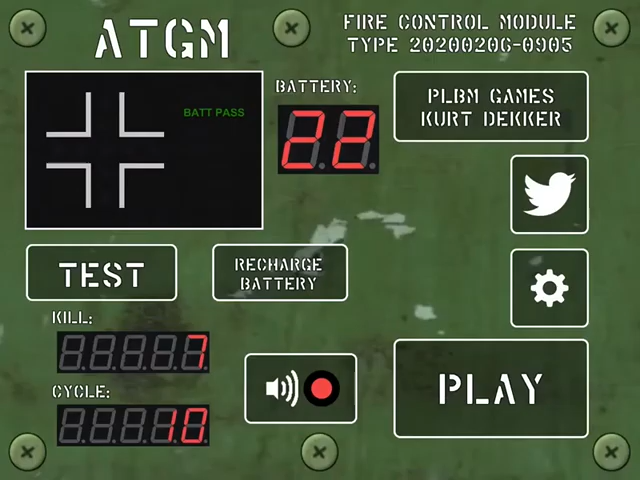 ATGM
FIRE CONTROL MODULE
TYPE 20200206-0905
BATT PASS
BATTERY:
22
PLBM GAMES
KURT DEKKER
TEST
RECHARGE
BATTERY
KILL:
7
CYCLE:
10
PLAY